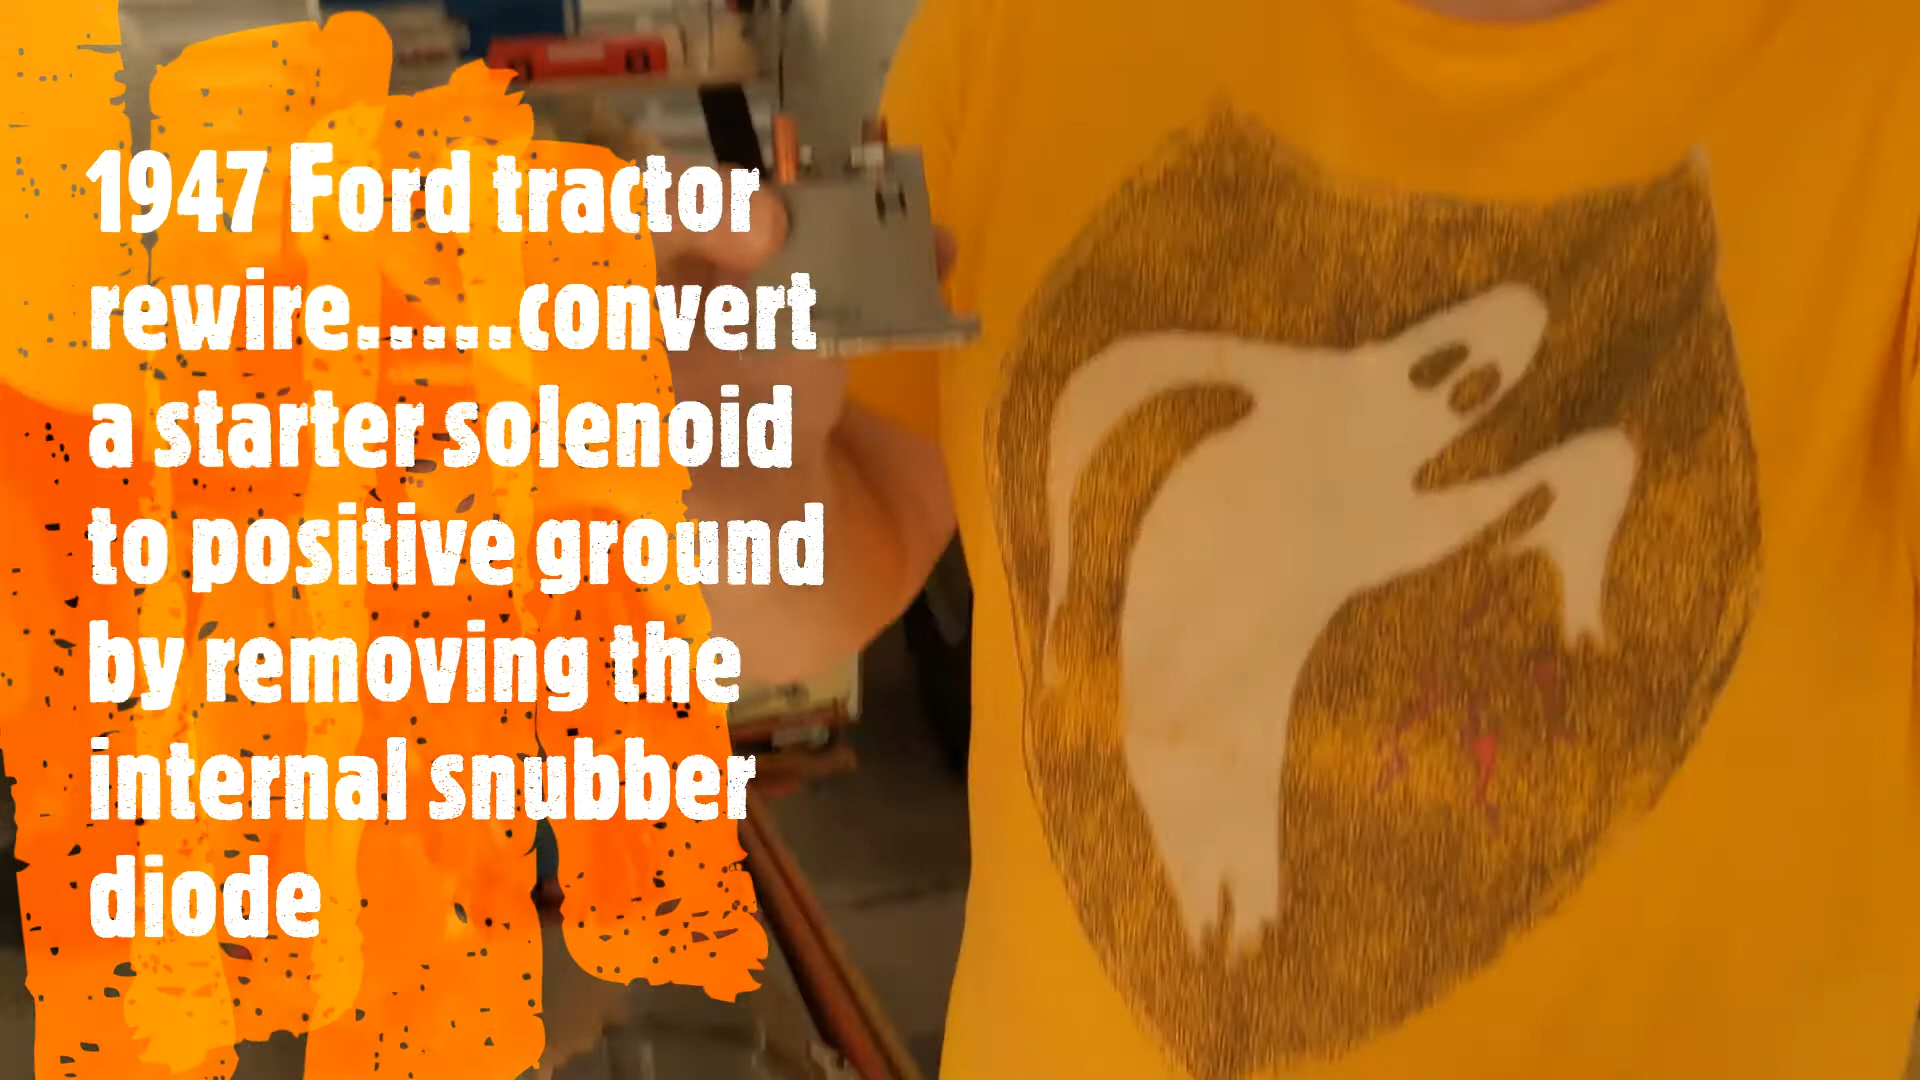 1947 Ford tractor
rewire.....convert
a starter solenoid
to positive ground
by removing the
internal snubber
diode